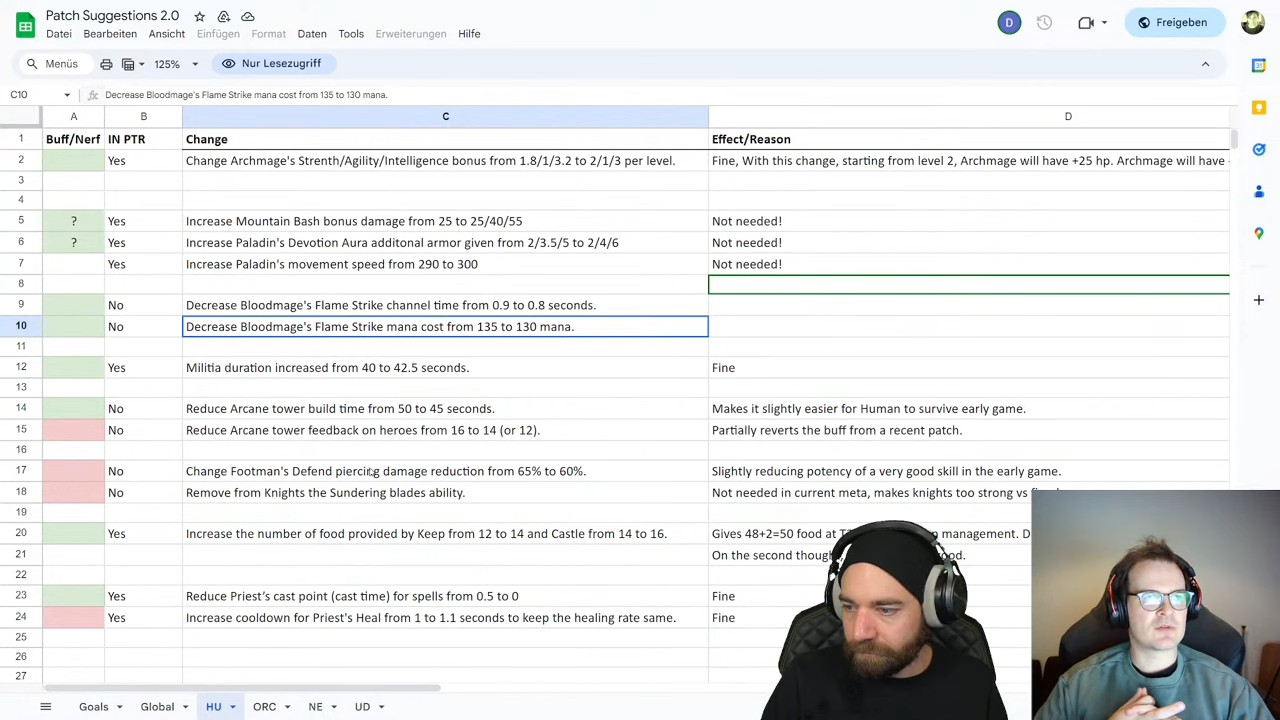 Patch Suggestions 2.0
Datei Bearbeiten Ansicht Einfügen Format Daten Tools Erweiterungen Hilfe
D
Freigeben
Menüs 125% Nur Lesezugriff
C10 fx Decrease Bloodmage's Flame Strike mana cost from 135 to 130 mana.
A B C D
1 Buff/Nerf IN PTR Change Effect/Reason
2 Yes Change Archmage's Strenth/Agility/Intelligence bonus from 1.8/1/3.2 to 2/1/3 per level. Fine, With this change, starting from level 2, Archmage will have +25 hp. Archmage will have
3
4
5 ? Yes Increase Mountain Bash bonus damage from 25 to 25/40/55 Not needed!
6 ? Yes Increase Paladin's Devotion Aura additonal armor given from 2/3.5/5 to 2/4/6 Not needed!
7 Yes Increase Paladin's movement speed from 290 to 300 Not needed!
8
9 No Decrease Bloodmage's Flame Strike channel time from 0.9 to 0.8 seconds.
10 No Decrease Bloodmage's Flame Strike mana cost from 135 to 130 mana.
11
12 Yes Militia duration increased from 40 to 42.5 seconds. Fine
13
14 No Reduce Arcane tower build time from 50 to 45 seconds. Makes it slightly easier for Human to survive early game.
15 No Reduce Arcane tower feedback on heroes from 16 to 14 (or 12). Partially reverts the buff from a recent patch.
16
17 No Change Footman's Defend piercing damage reduction from 65% to 60%. Slightly reducing potency of a very good skill in the early game.
18 No Remove from Knights the Sundering blades ability. Not needed in current meta, makes knights too strong vs
19
20 Yes Increase the number of food provided by Keep from 12 to 14 and Castle from 14 to 16. Gives 48+2=50 food at management. D
21 On the second
22
23 Yes Reduce Priest's cast point (cast time) for spells from 0.5 to 0 Fine
24 Yes Increase cooldown for Priest's Heal from 1 to 1.1 seconds to keep the healing rate same. Fine
25
26
27
Goals Global HU ORC NE UD